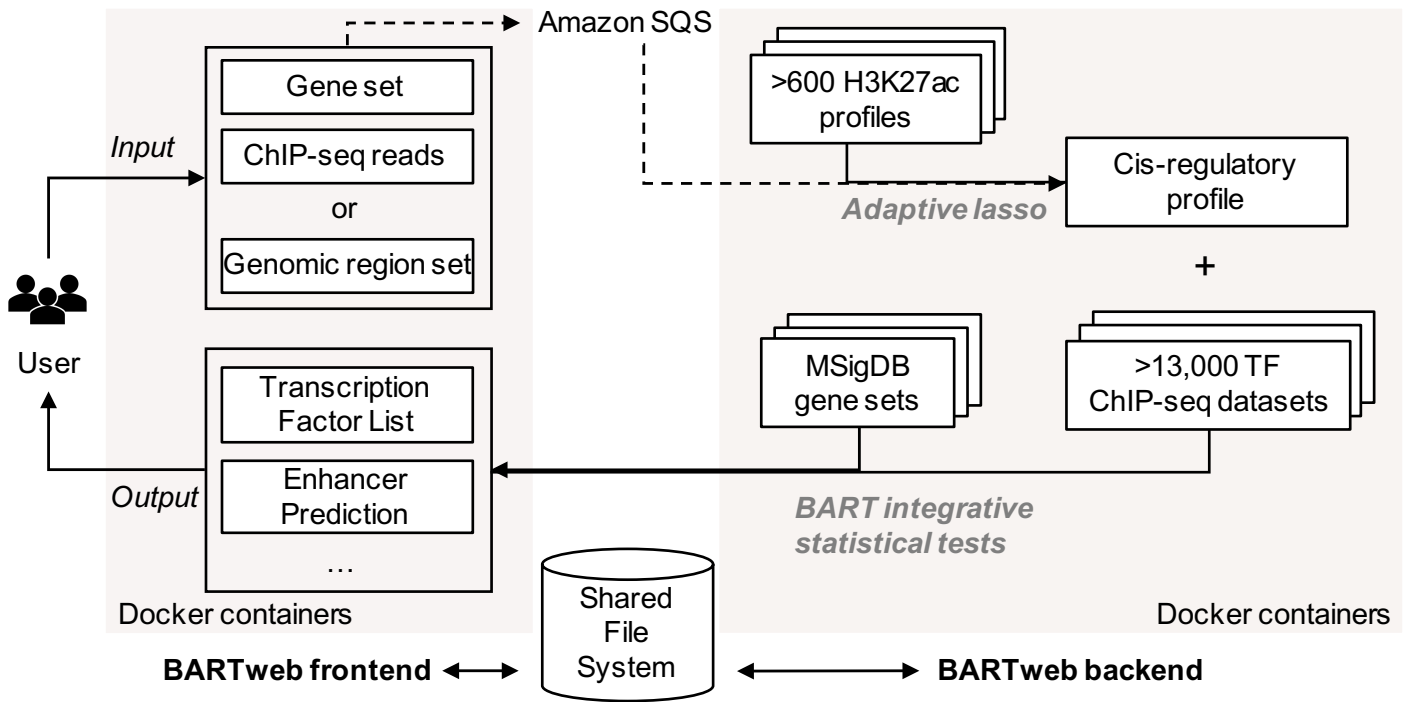 Amazon SQS
Input
Gene set
ChIP-seq reads
or
Genomic region set
User
Output
Transcription
Factor List
Enhancer
Prediction
…
Docker containers
>600 H3K27ac
profiles
Adaptive lasso
Cis-regulatory
profile
+
MSigDB
gene sets
>13,000 TF
ChIP-seq datasets
BART integrative
statistical tests
Docker containers
Shared
File
System
BARTweb frontend
BARTweb backend